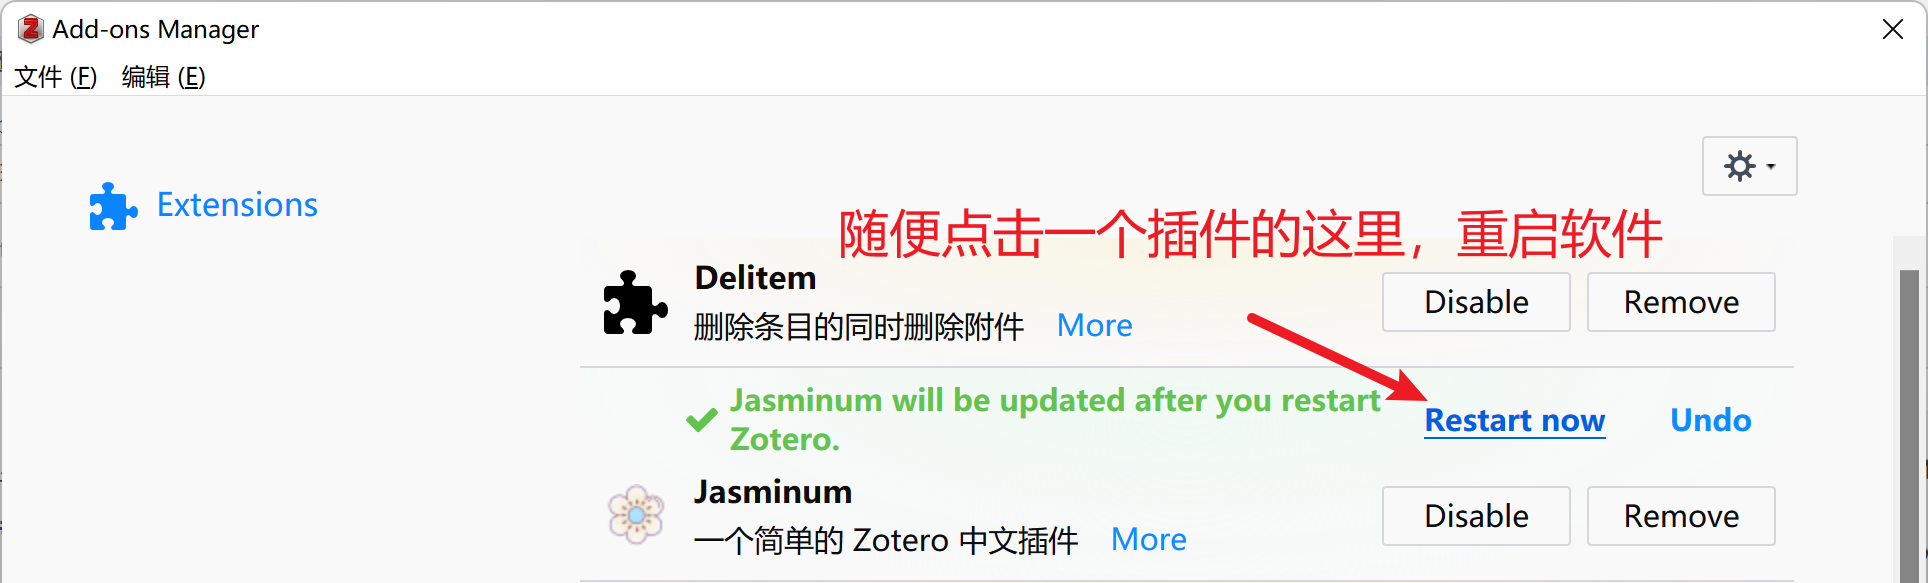 Add-ons Manager
文件 (F) 编辑 (E)
Extensions
随便点击一个插件的这里，重启软件
Delitem
删除条目的同时删除附件 More
Disable Remove
Jasminum will be updated after you restart
Zotero.
Restart now Undo
Jasminum
一个简单的 Zotero 中文插件 More
Disable Remove